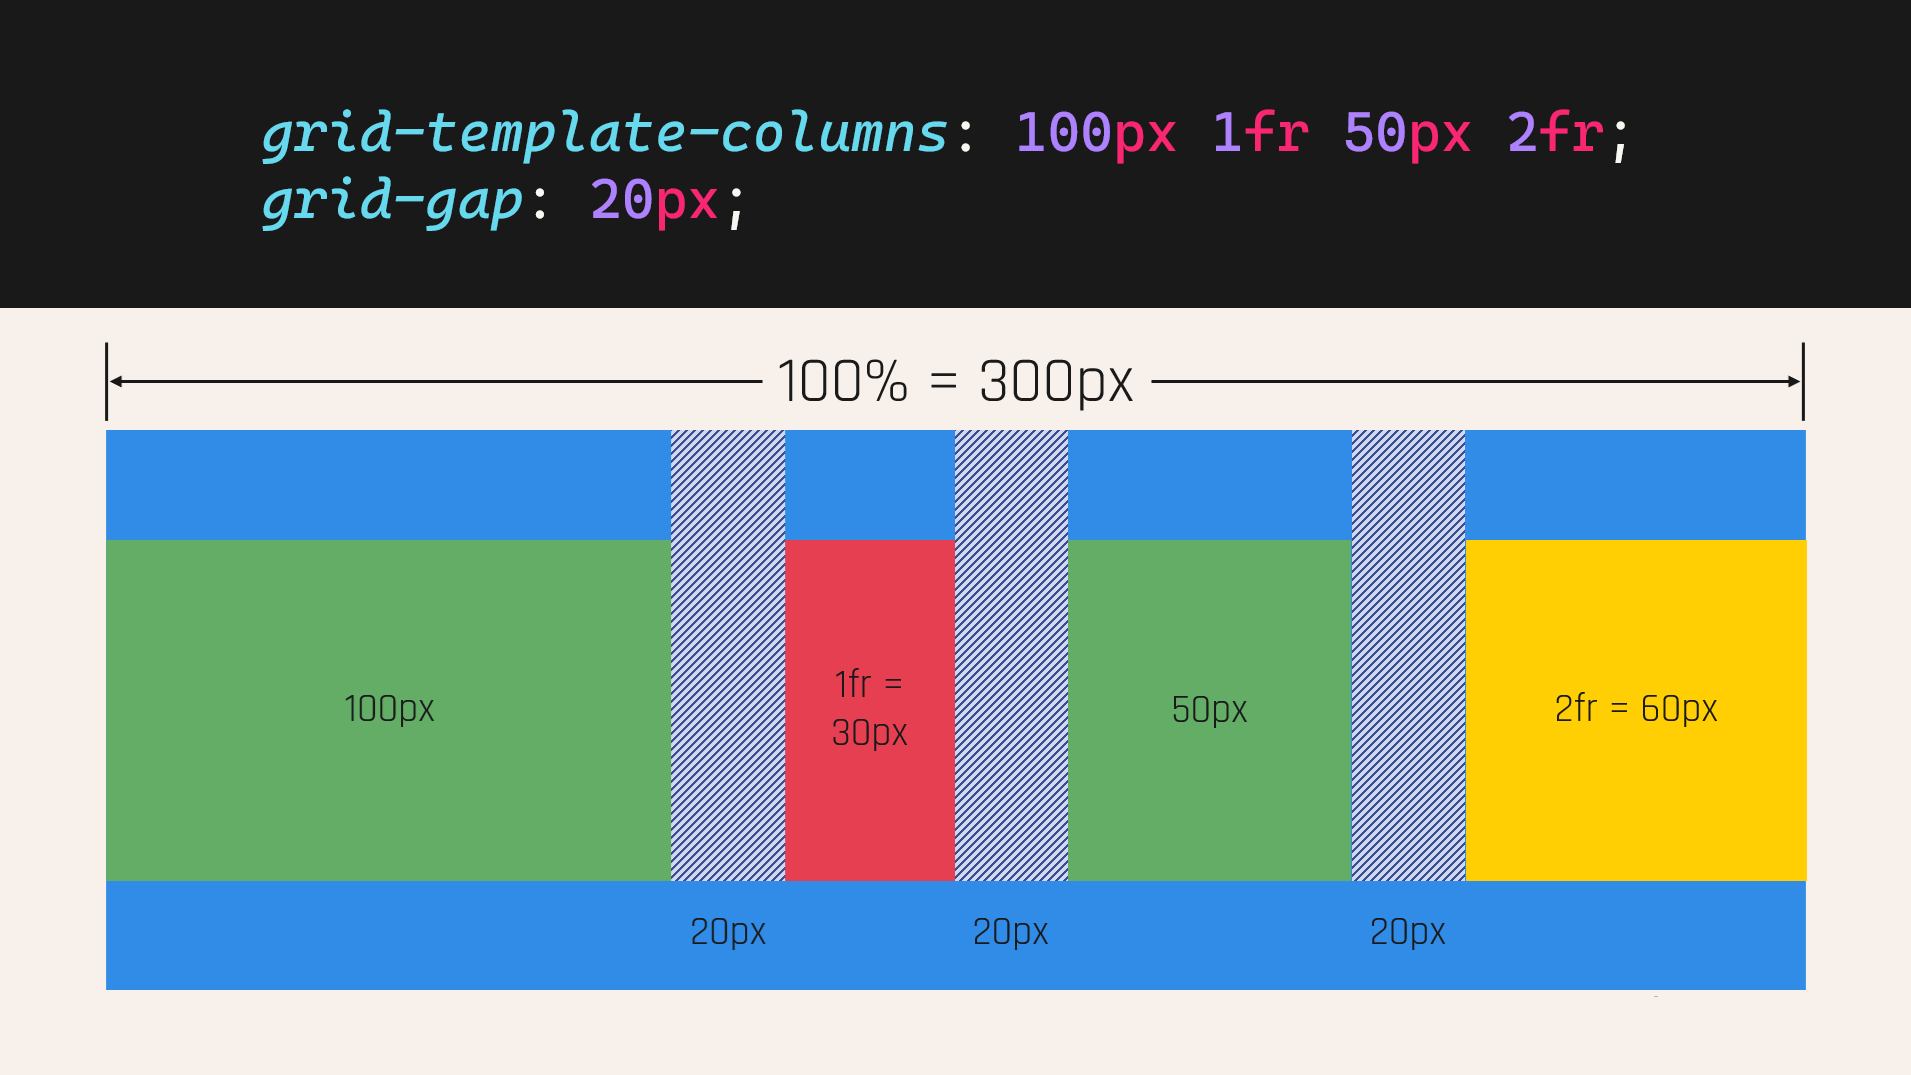 grid-template-columns: 100px 1fr 50px 2fr;
grid-gap: 20px;
100% = 300px
100px
1fr =
30px
50px
2fr = 60px
20px
20px
20px